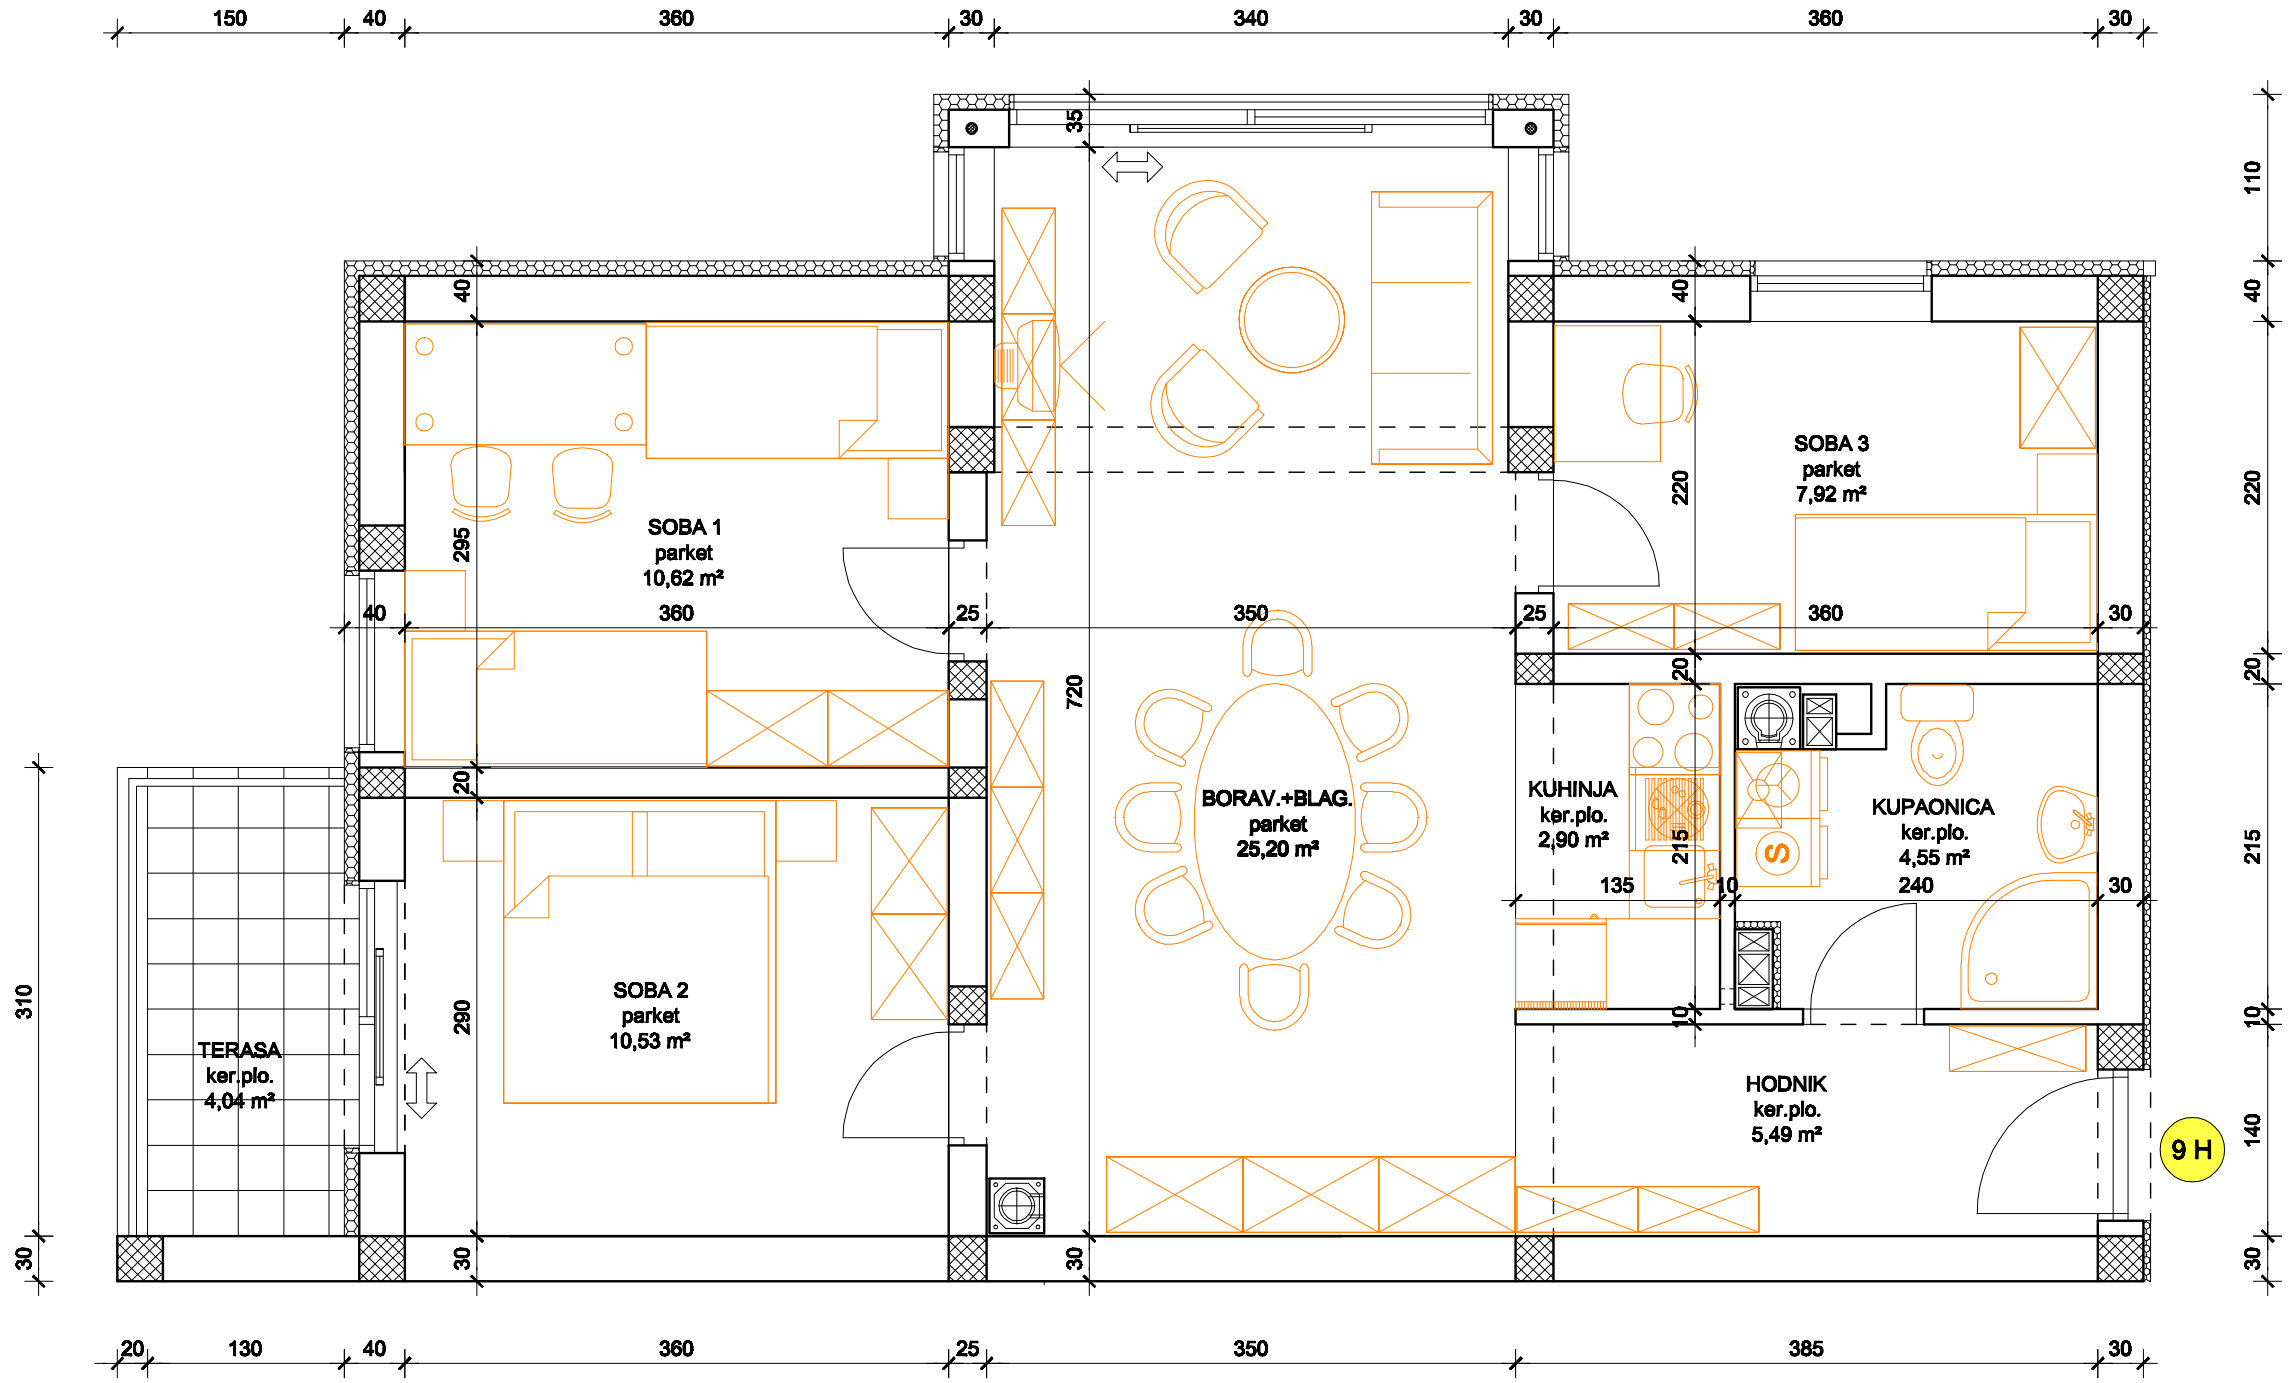 150 40 360 30 340 30 360 30
35
110
40
40
40
SOBA 3
parket
7,92 m²
220
220
SOBA 1
parket
10,62 m²
295
40 360 25 350 25 360 30
20
20
720
20
BORAV.+BLAG.
parket
25,20 m²
KUHINJA
ker.plo.
2,90 m²
215
KUPAONICA
ker.plo.
4,55 m²
215
S
135 10 240 30
SOBA 2
parket
10,53 m²
290
310
10
10
TERASA
ker.plo.
4,04 m²
HODNIK
ker.plo.
5,49 m²
140
9 H
30
30
30
30
20 130 40 360 25 350 385 30